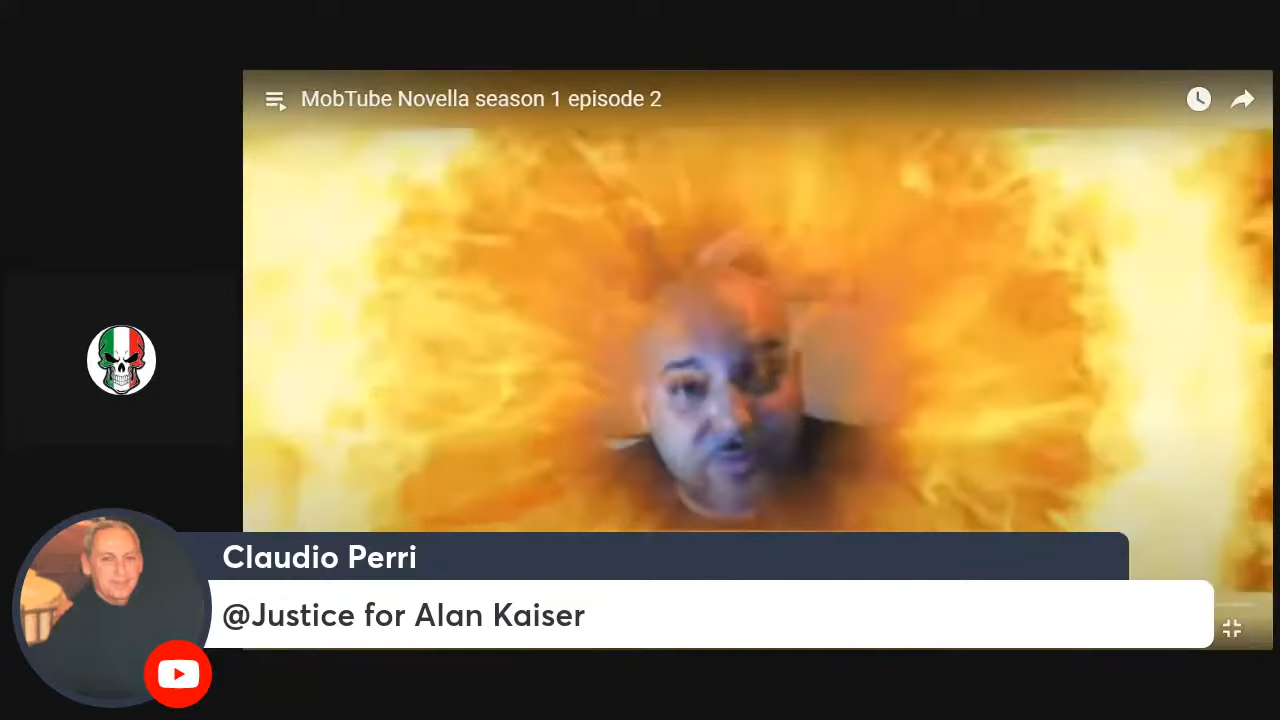 MobTube Novella season 1 episode 2
Claudio Perri
@Justice for Alan Kaiser